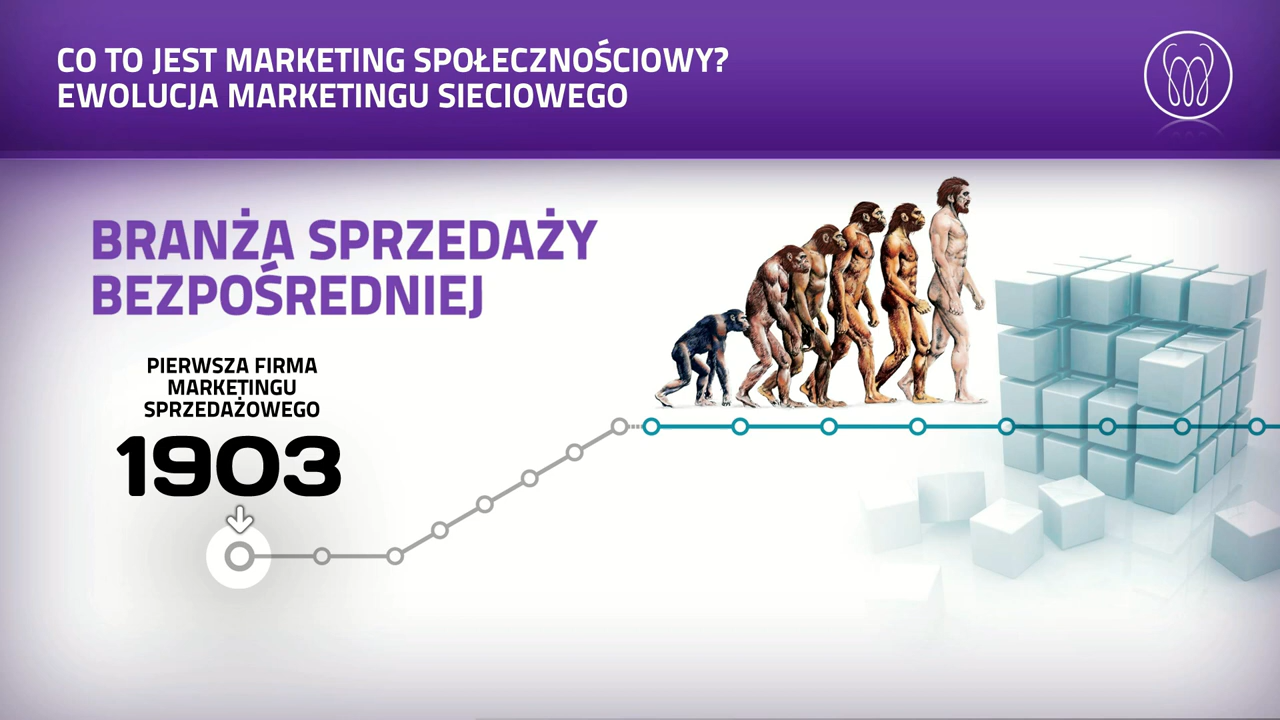 CO TO JEST MARKETING SPOŁECZNOŚCIOWY?
EWOLUCJA MARKETINGU SIECIOWEGO
BRANŻA SPRZEDAŻY
BEZPOŚREDNIEJ
PIERWSZA FIRMA
MARKETINGU
SPRZEDAŻOWEGO
1903